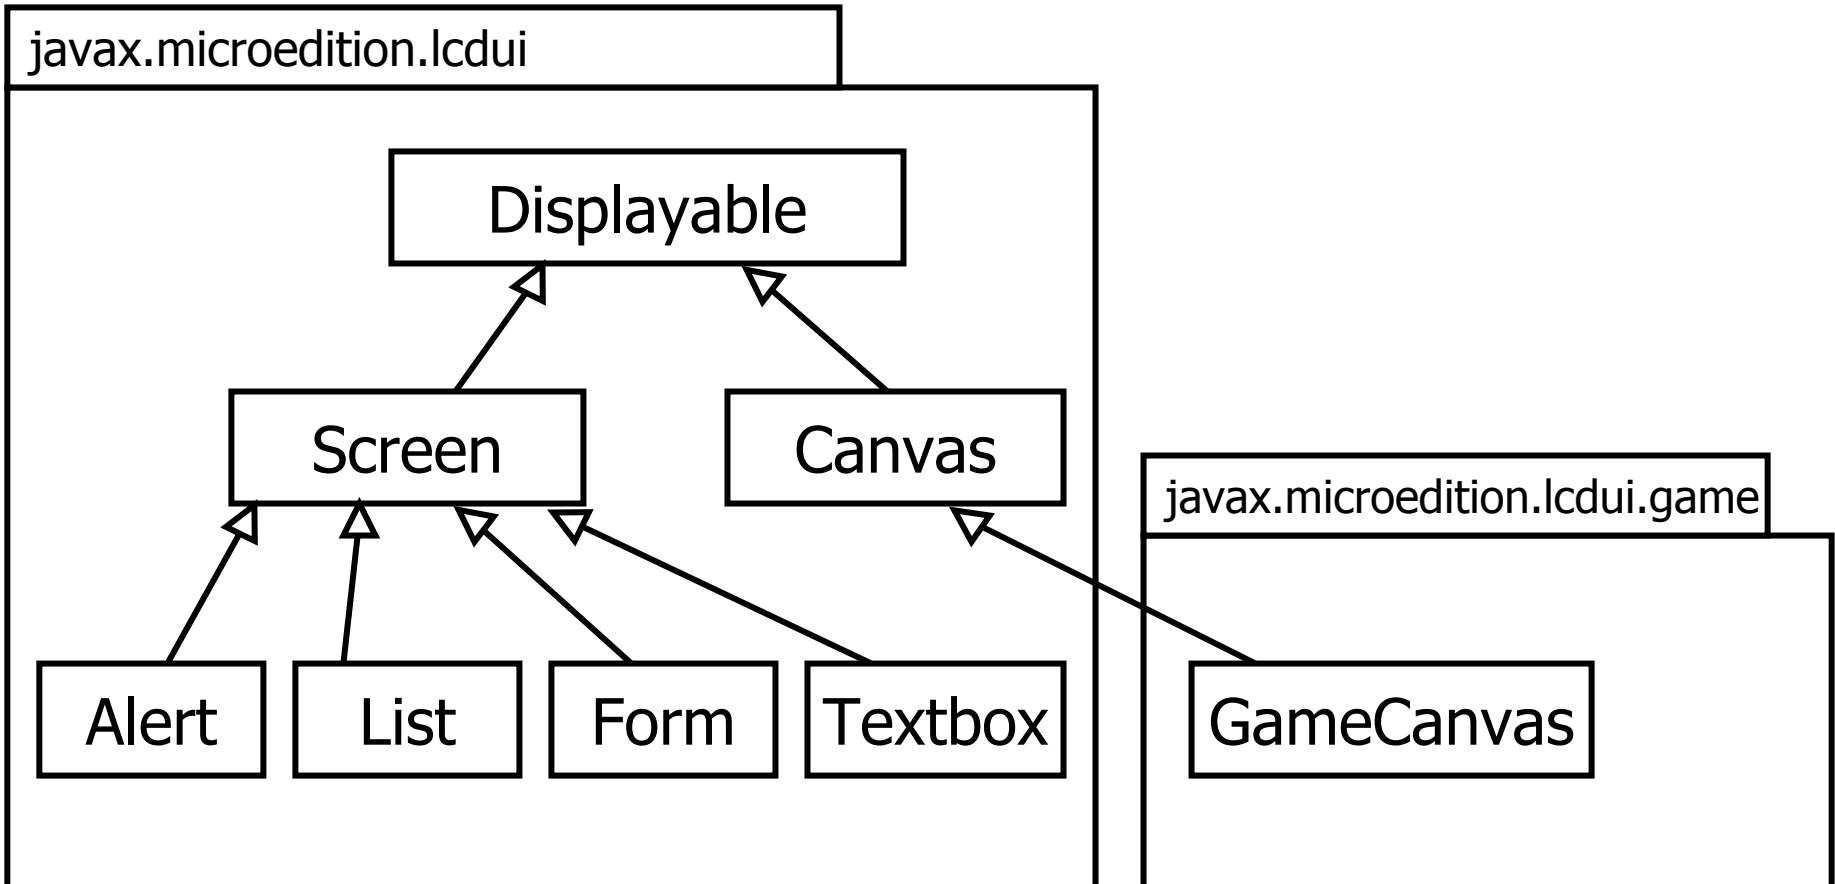 javax.microedition.lcdui
Displayable
Screen
Canvas
javax.microedition.lcdui.game
Alert
List
Form
Textbox
GameCanvas